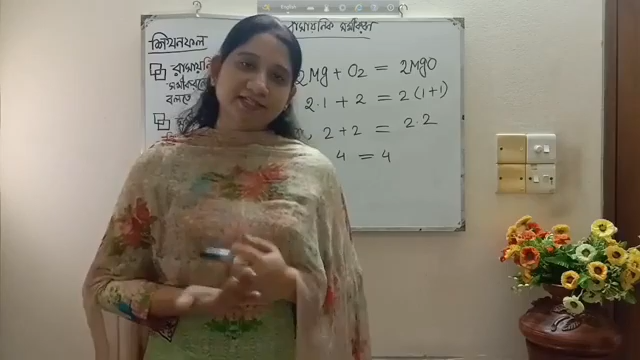 রাসায়নিক সমীকরণ
শিখনফল
2Mg + O₂ = 2MgO
2·1 + 2 = 2(1+1)
2 + 2 = 2·2
4 = 4
বলতে
English